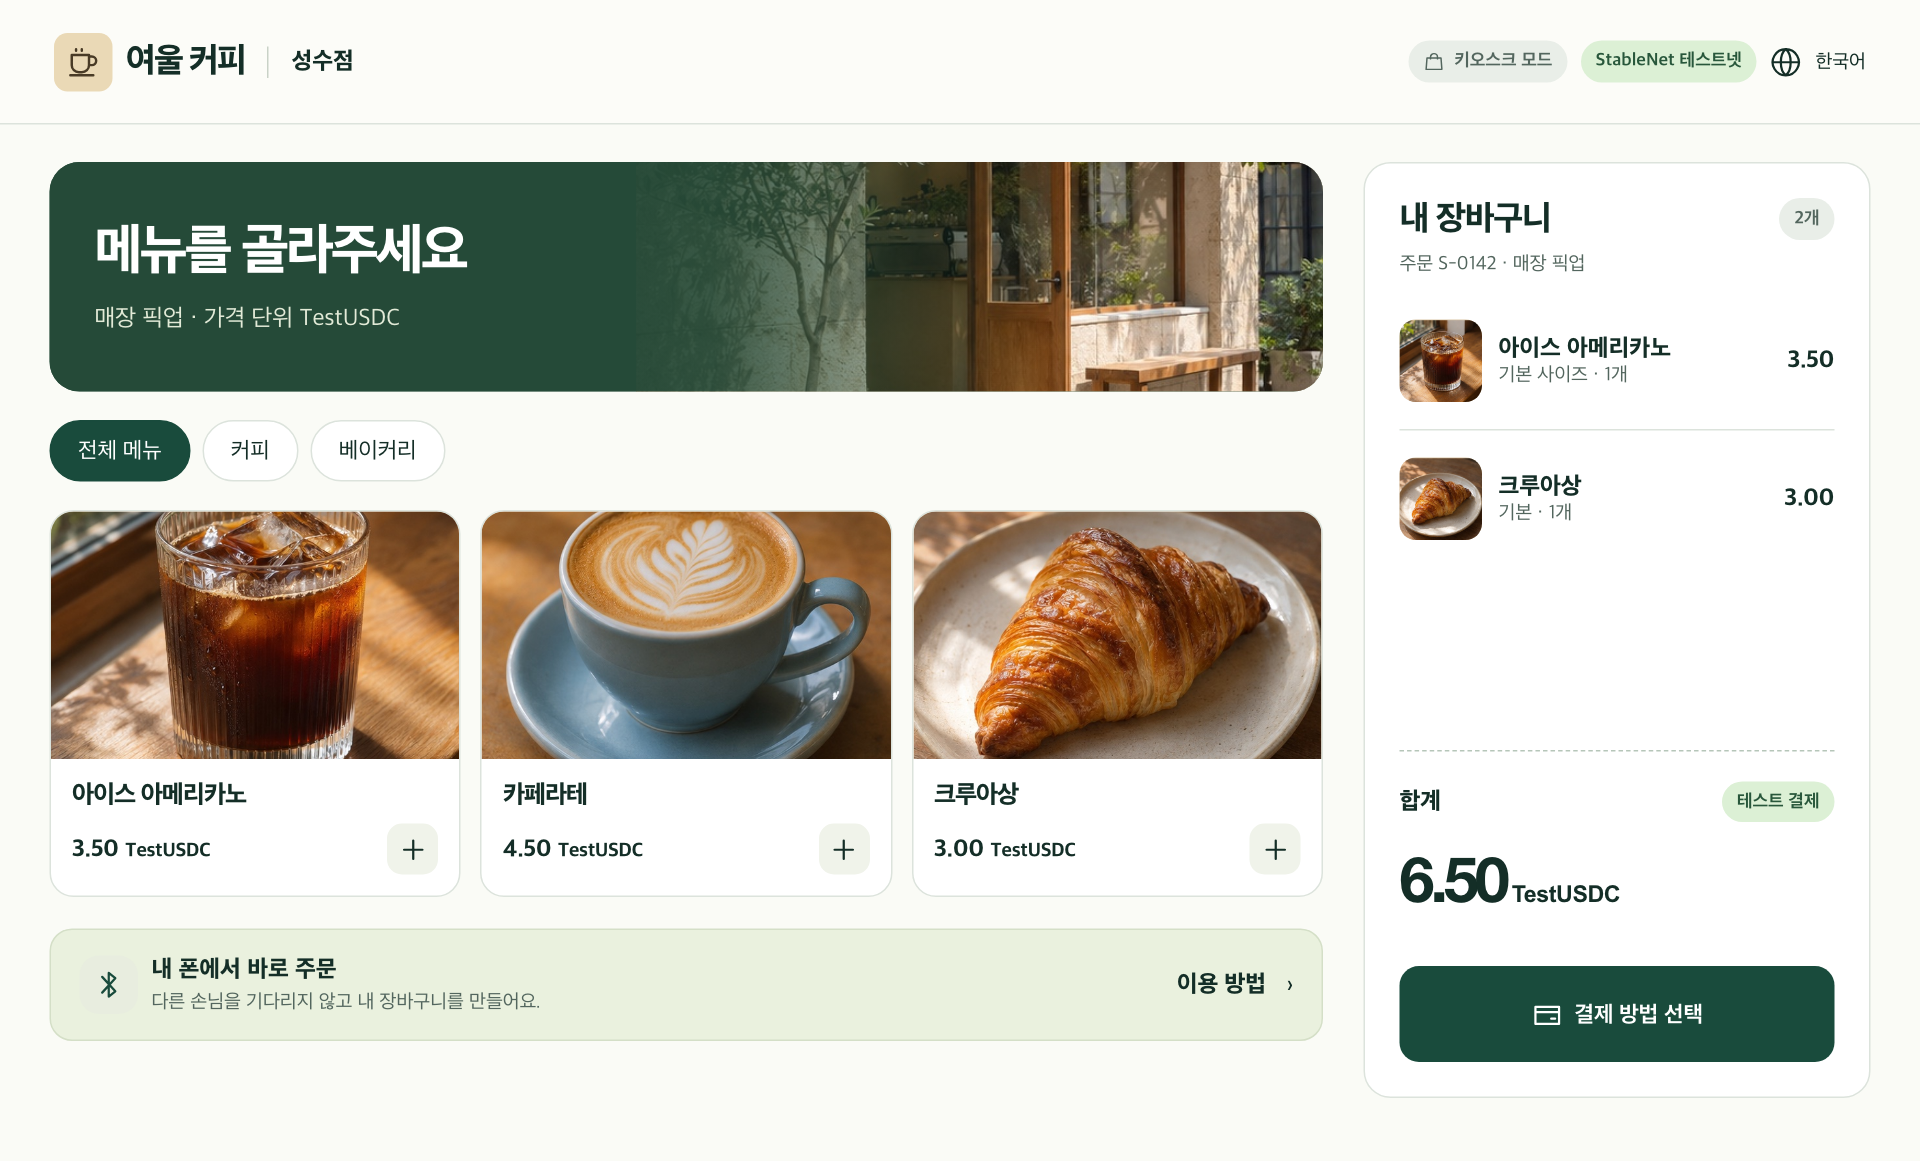 여울 커피
성수점
키오스크 모드
StableNet 테스트넷
한국어
메뉴를 골라주세요
매장 픽업 · 가격 단위 TestUSDC
전체 메뉴
커피
베이커리
아이스 아메리카노
3.50 TestUSDC
카페라테
4.50 TestUSDC
크루아상
3.00 TestUSDC
내 폰에서 바로 주문
다른 손님을 기다리지 않고 내 장바구니를 만들어요.
이용 방법 ›
내 장바구니
2개
주문 S-0142 · 매장 픽업
아이스 아메리카노
기본 사이즈 · 1개
3.50
크루아상
기본 · 1개
3.00
합계
테스트 결제
6.50 TestUSDC
결제 방법 선택